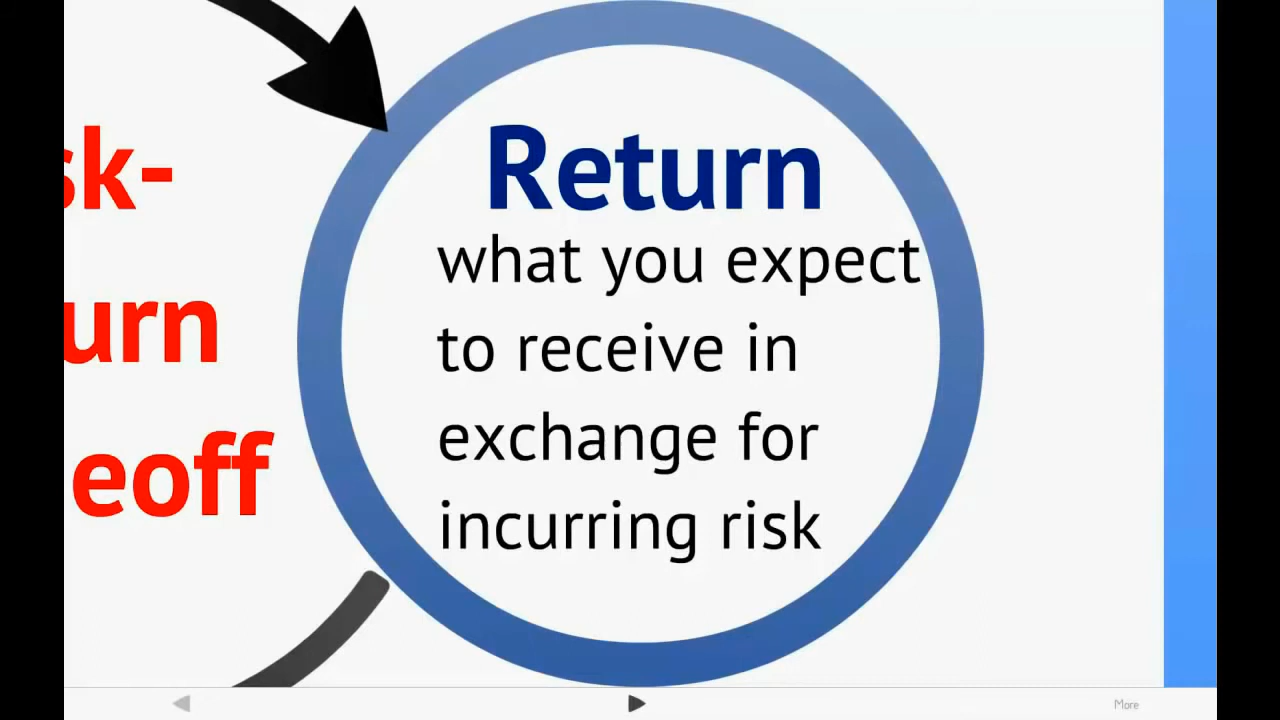 sk-
urn
eoff
Return
what you expect
to receive in
exchange for
incurring risk
More